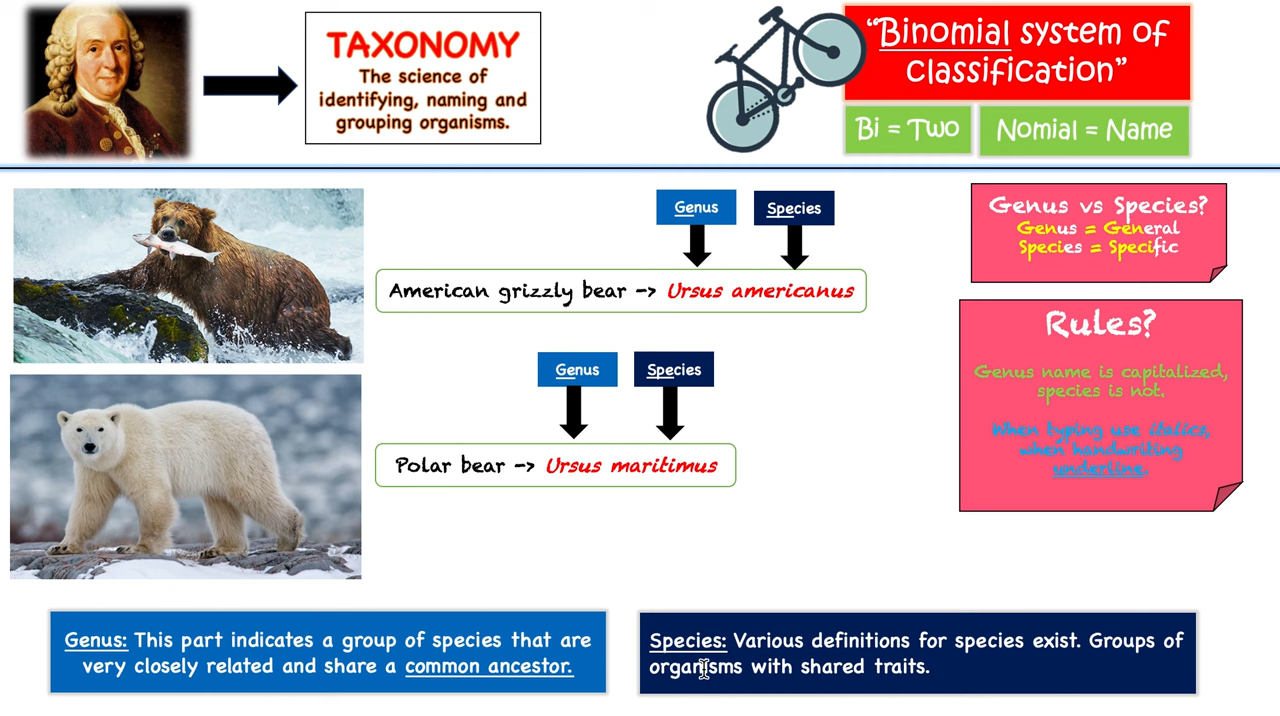 TAXONOMY
The science of
identifying, naming and
grouping organisms.
“Binomial system of
classification”
Bi = Two
Nomial = Name
Genus
Species
American grizzly bear -> Ursus americanus
Genus
Species
Polar bear -> Ursus maritimus
Genus vs Species?
Genus = General
Species = Specific
Rules?
Genus name is capitalized,
species is not.
When typing use italics,
when handwriting
underline.
Genus: This part indicates a group of species that are
very closely related and share a common ancestor.
Species: Various definitions for species exist. Groups of
organisms with shared traits.